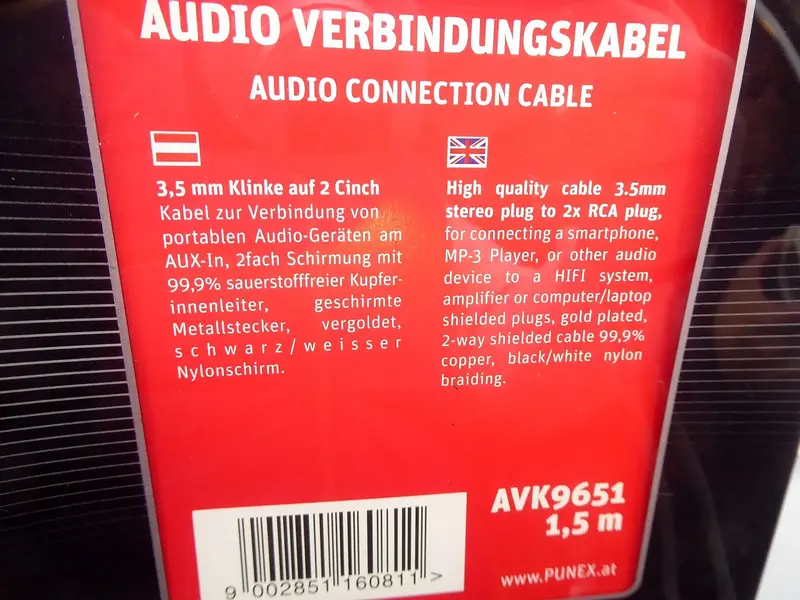 AUDIO VERBINDUNGSKABEL
AUDIO CONNECTION CABLE
3,5 mm Klinke auf 2 Cinch
Kabel zur Verbindung von
portablen Audio-Geräten am
AUX-In, 2fach Schirmung mit
99,9% sauerstofffreier Kupfer-
innenleiter, geschirmte
Metallstecker, vergoldet,
schwarz/weisser
Nylonschirm.
High quality cable 3.5mm
stereo plug to 2x RCA plug,
for connecting a smartphone,
MP-3 Player, or other audio
device to a HIFI system,
amplifier or computer/laptop
shielded plugs, gold plated,
2-way shielded cable 99,9%
copper, black/white nylon
braiding.
AVK9651
1,5 m
9 002851 160811 >
www.PUNEX.at